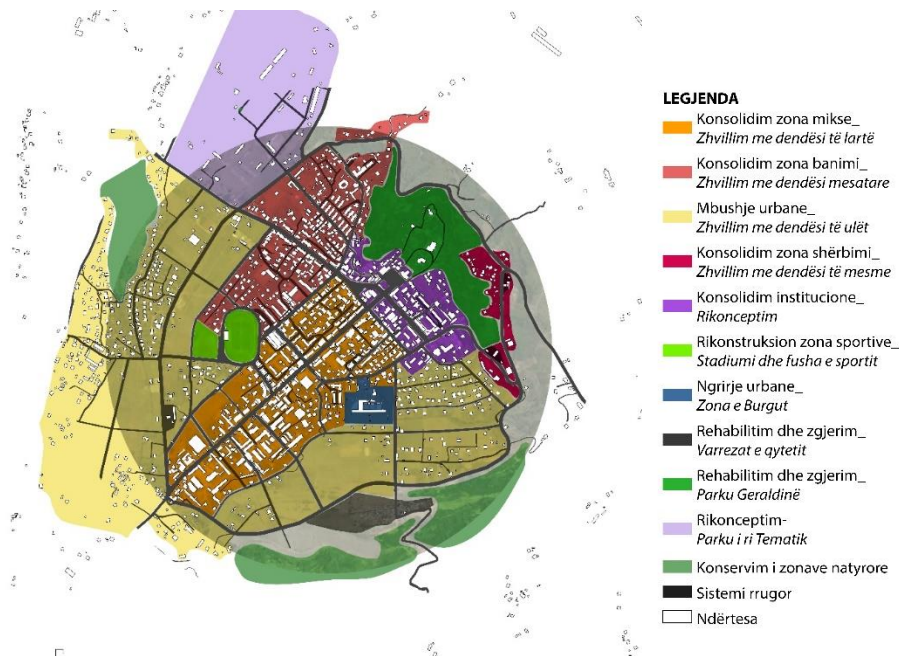 LEGJENDA
Konsolidim zona mikse_
Zhvillim me dendësi të lartë
Konsolidim zona banimi_
Zhvillim me dendësi mesatare
Mbushje urbane_
Zhvillim me dendësi të ulët
Konsolidim zona shërbimi_
Zhvillim me dendësi të mesme
Konsolidim institucione_
Rikonceptim
Rikonstruksion zona sportive_
Stadiumi dhe fusha e sportit
Ngrirje urbane_
Zona e Burgut
Rehabilitim dhe zgjerim_
Varrezat e qytetit
Rehabilitim dhe zgjerim_
Parku Geraldinë
Rikonceptim-
Parku i ri Tematik
Konservim i zonave natyrore
Sistemi rrugor
Ndërtesa